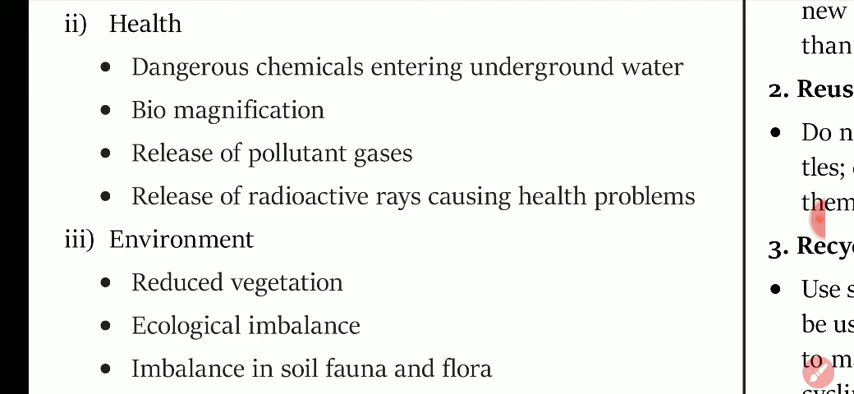 ii) Health
• Dangerous chemicals entering underground water
• Bio magnification
• Release of pollutant gases
• Release of radioactive rays causing health problems
iii) Environment
• Reduced vegetation
• Ecological imbalance
• Imbalance in soil fauna and flora
new
than
2. Reus
• Do n
tles;
them
3. Recy
• Use s
be us
to m